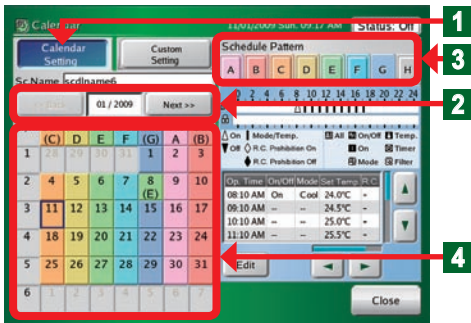 Calendar 11/01/2009 Sun. 09:17 AM Status: Off 1
Calendar Setting Custom Setting Schedule Pattern
A B C D E F G H 3
Sc.Name scdlname6
<< Back 01 / 2009 Next >> 2
0 2 4 6 8 10 12 14 16 18 20 22 24
(C) D E F (G) A (B)
On Mode/Temp. All On/Off Temp.
Off R.C. Prohibition On On Timer
R.C. Prohibition Off Mode Filter
1 28 29 30 31 1 2 3
2 4 5 6 7 8 (E) 9 10
3 11 12 13 14 15 16 17
4 18 19 20 21 22 23 24
5 25 26 27 28 29 30 31
6 1 2 3 4 5 6 7
Op. Time On/Off Mode Set Temp R.C.
08:10 AM On Cool 24.0°C -
09:10 AM -- -- 24.5°C -
10:10 AM -- -- 25.0°C -
11:10 AM -- -- 25.5°C -
4
Edit
Close